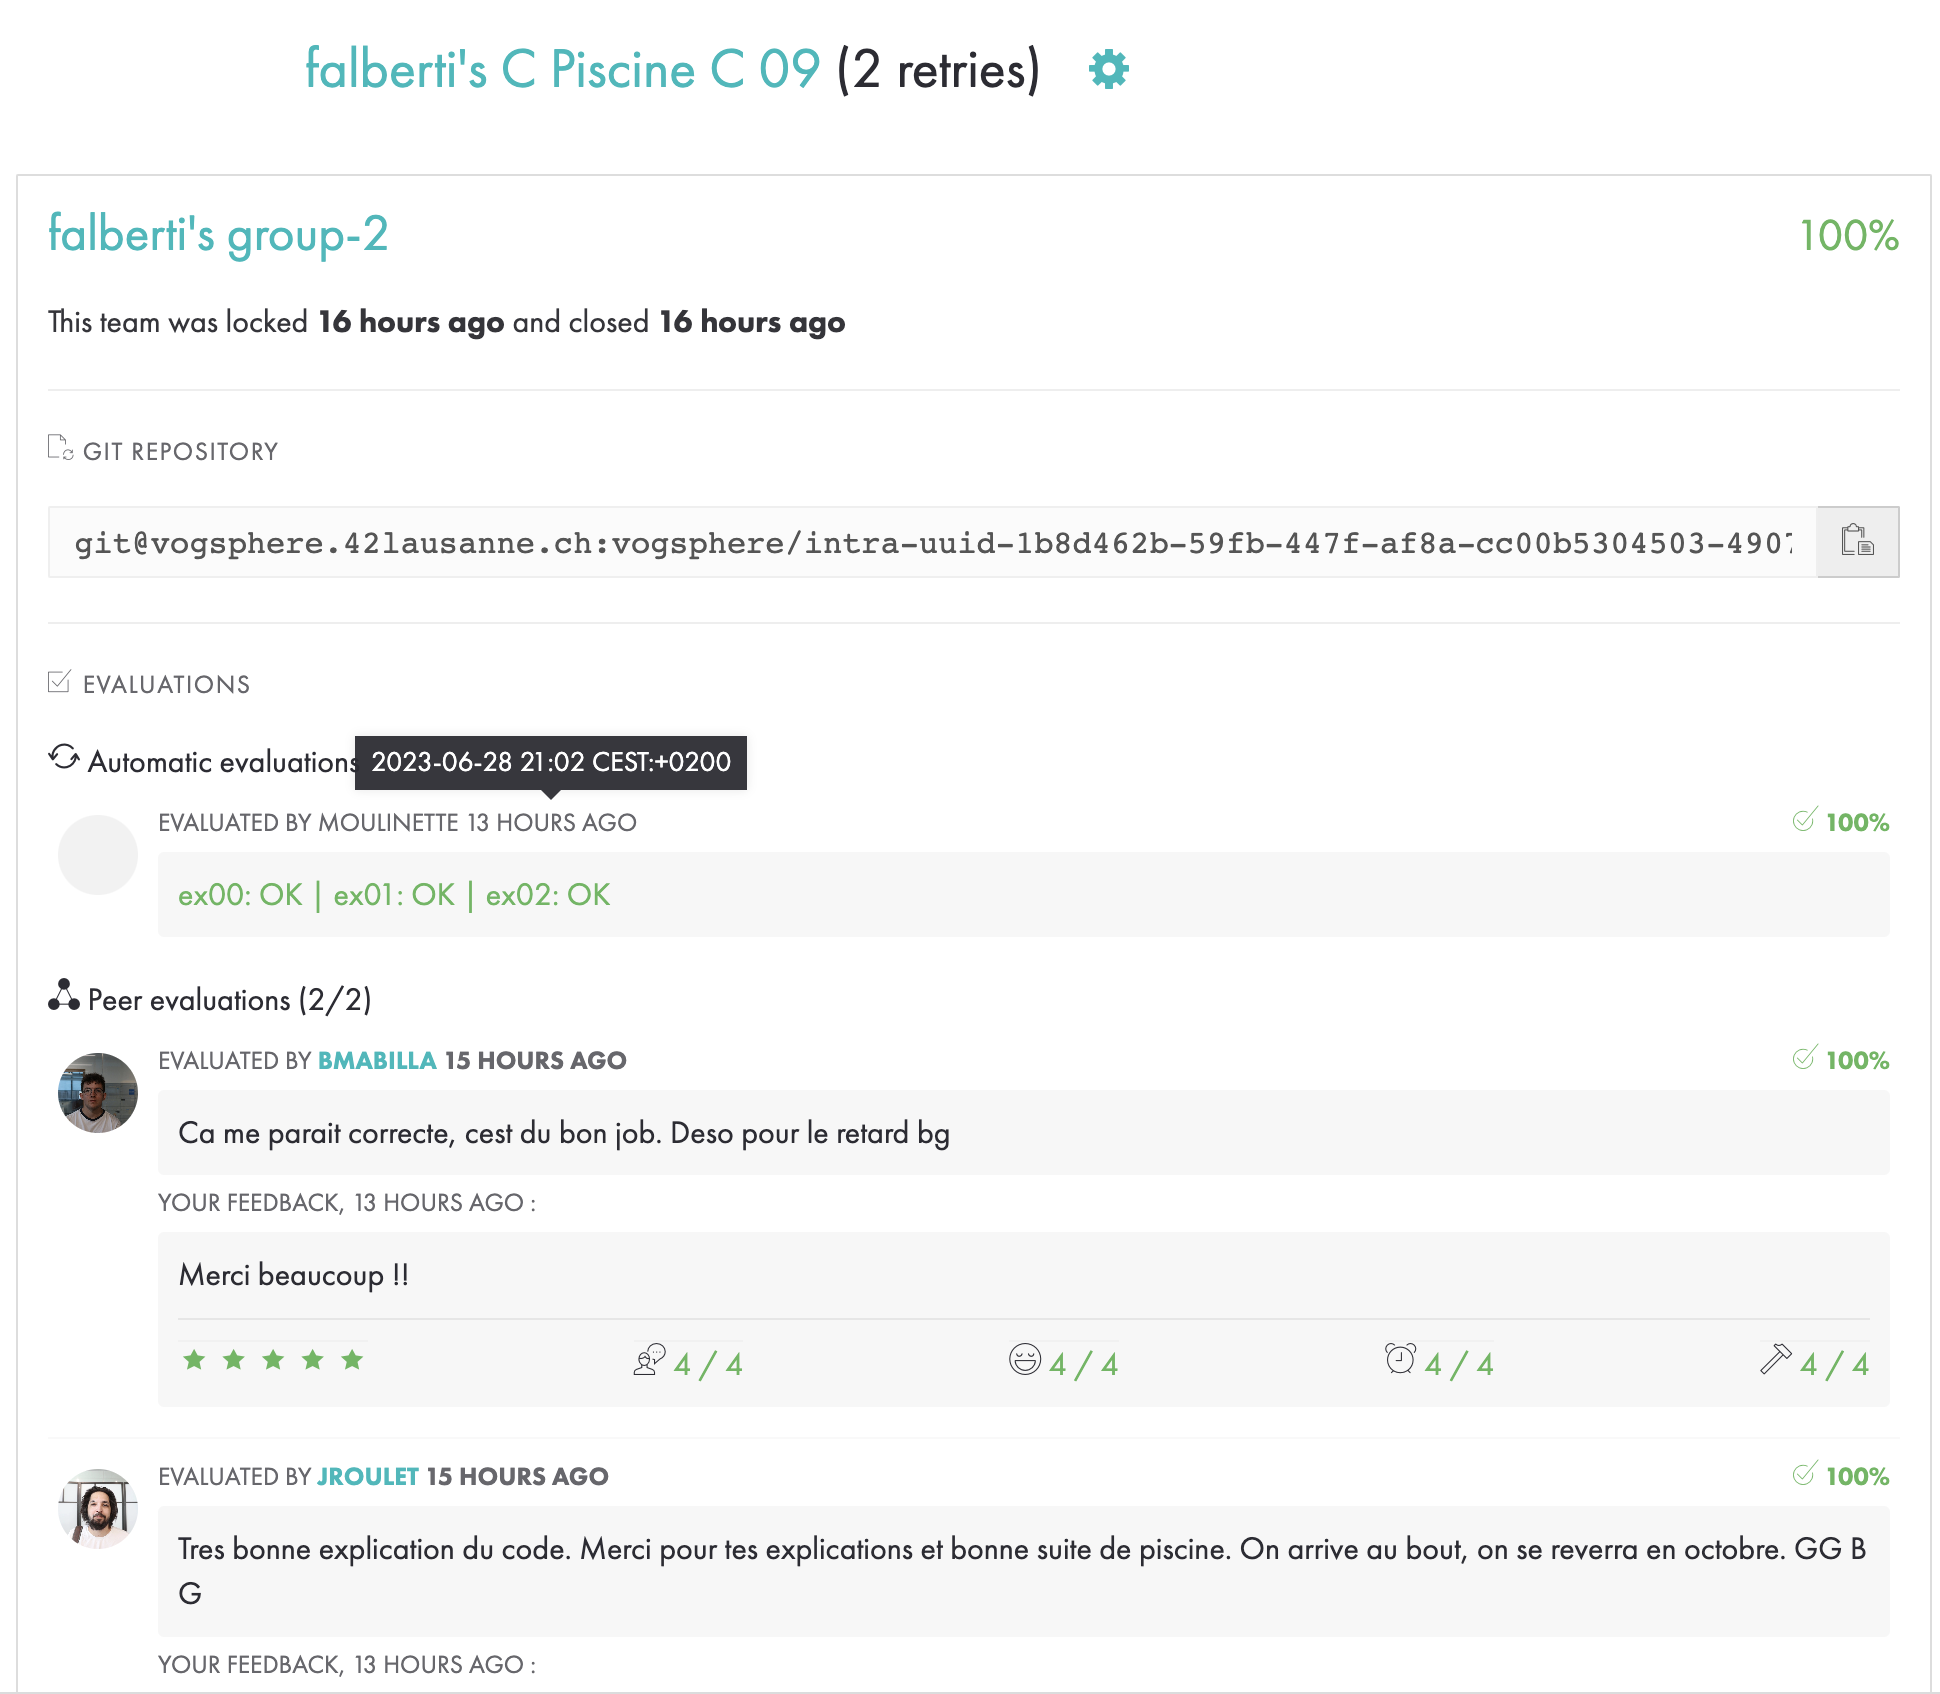 falberti's C Piscine C 09 (2 retries)
falberti's group-2
100%
This team was locked 16 hours ago and closed 16 hours ago
GIT REPOSITORY
git@vogsphere.42lausanne.ch:vogsphere/intra-uuid-1b8d462b-59fb-447f-af8a-cc00b5304503-4907
EVALUATIONS
Automatic evaluations
2023-06-28 21:02 CEST:+0200
EVALUATED BY MOULINETTE 13 HOURS AGO
100%
ex00: OK | ex01: OK | ex02: OK
Peer evaluations (2/2)
EVALUATED BY BMABILLA 15 HOURS AGO
100%
Ca me parait correcte, cest du bon job. Deso pour le retard bg
YOUR FEEDBACK, 13 HOURS AGO :
Merci beaucoup !!
4 / 4
4 / 4
4 / 4
4 / 4
EVALUATED BY JROULET 15 HOURS AGO
100%
Tres bonne explication du code. Merci pour tes explications et bonne suite de piscine. On arrive au bout, on se reverra en octobre. GG B
G
YOUR FEEDBACK, 13 HOURS AGO :